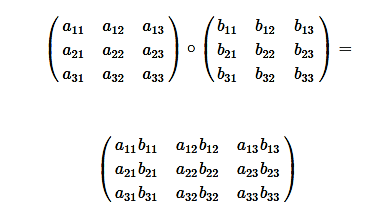 a₁₁ a₁₂ a₁₃   b₁₁ b₁₂ b₁₃
a₂₁ a₂₂ a₂₃ ∘ b₂₁ b₂₂ b₂₃ =
a₃₁ a₃₂ a₃₃   b₃₁ b₃₂ b₃₃
a₁₁b₁₁ a₁₂b₁₂ a₁₃b₁₃
a₂₁b₂₁ a₂₂b₂₂ a₂₃b₂₃
a₃₁b₃₁ a₃₂b₃₂ a₃₃b₃₃